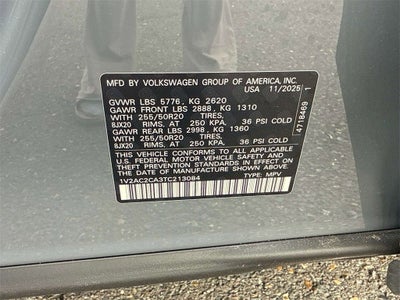 MFD. BY VOLKSWAGEN GROUP OF AMERICA, INC.
USA 11/2025
GVWR LBS 5776, KG 2620
GAWR FRONT LBS 2888, KG 1310
WITH 255/50R20 TIRES,
8JX20 RIMS, AT 250 KPA, 36 PSI COLD
GAWR REAR LBS 2998, KG 1360
WITH 255/50R20 TIRES,
8JX20 RIMS, AT 250 KPA, 36 PSI COLD
THIS VEHICLE CONFORMS TO ALL APPLICABLE
U.S. FEDERAL MOTOR VEHICLE SAFETY AND
THEFT PREVENTION STANDARDS IN EFFECT ON THE
DATE OF MANUFACTURE SHOWN ABOVE.
1V2AC2CA3TC213084 TYPE: MPV
4718469 1